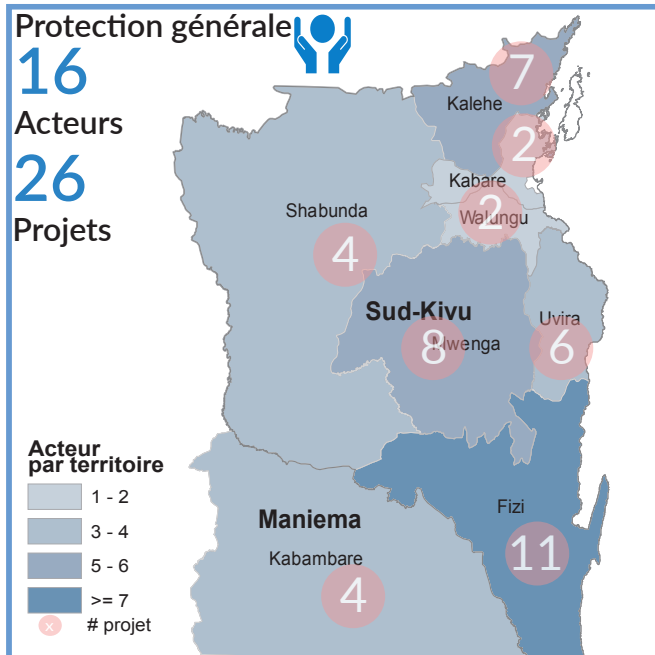 Protection générale
16
Acteurs
26
Projets
7
Kalehe
2
Kabare
2
Walungu
Shabunda
4
Sud-Kivu
Uvira
8
Mwenga
6
Acteur
par territoire
1 - 2
3 - 4
5 - 6
>= 7
x
# projet
Maniema
Kabambare
4
Fizi
11